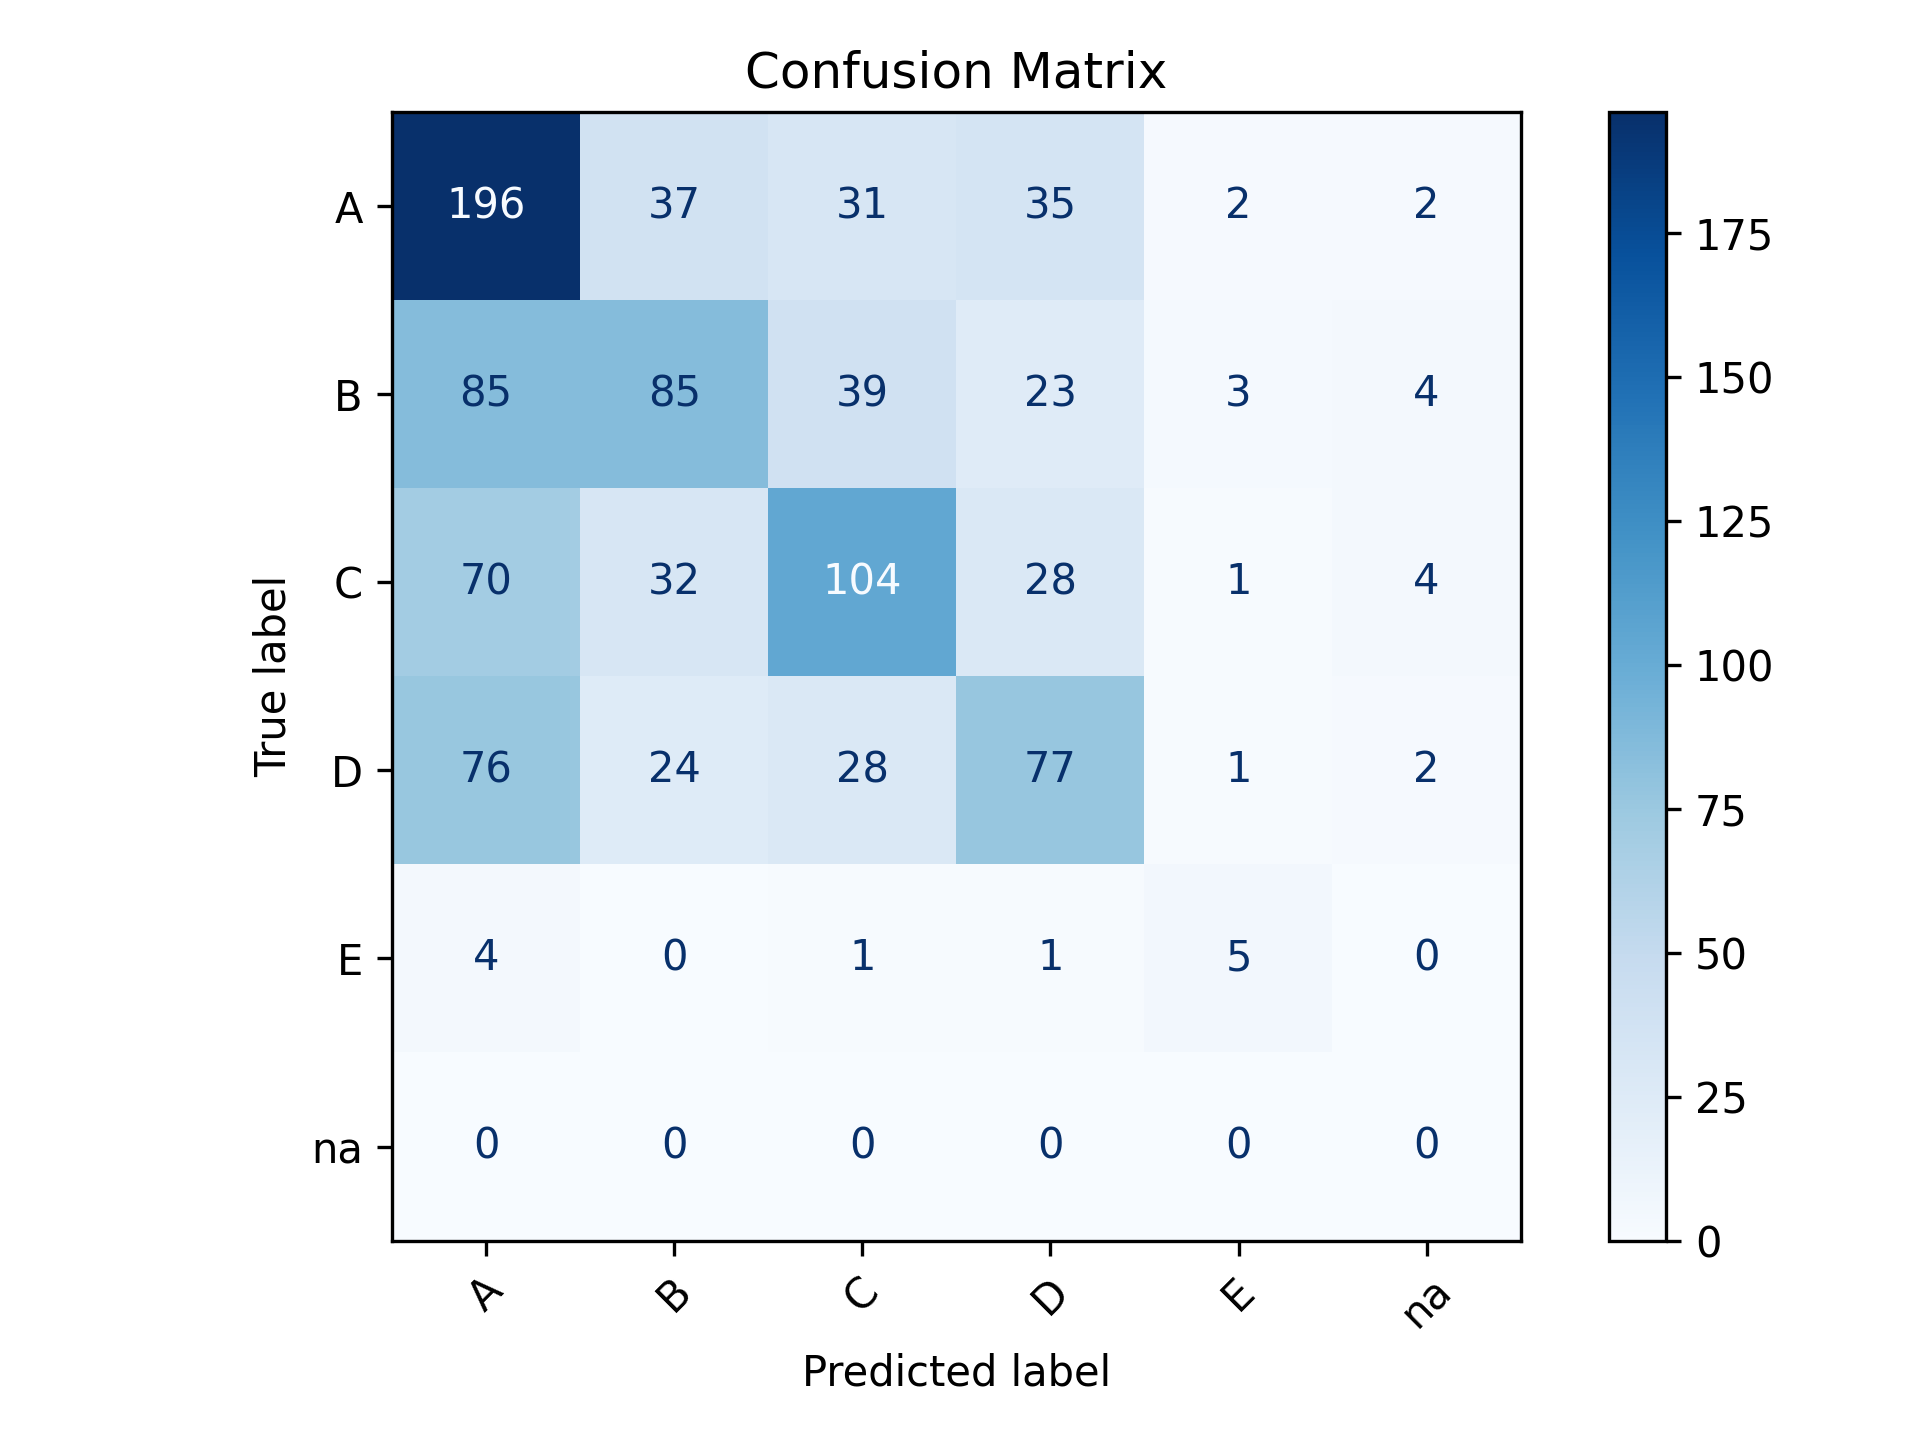 Confusion Matrix
A 196 37 31 35 2 2
B 85 85 39 23 3 4
C 70 32 104 28 1 4
D 76 24 28 77 1 2
E 4 0 1 1 5 0
na 0 0 0 0 0 0
A B C D E na
Predicted label
True label
175
150
125
100
75
50
25
0